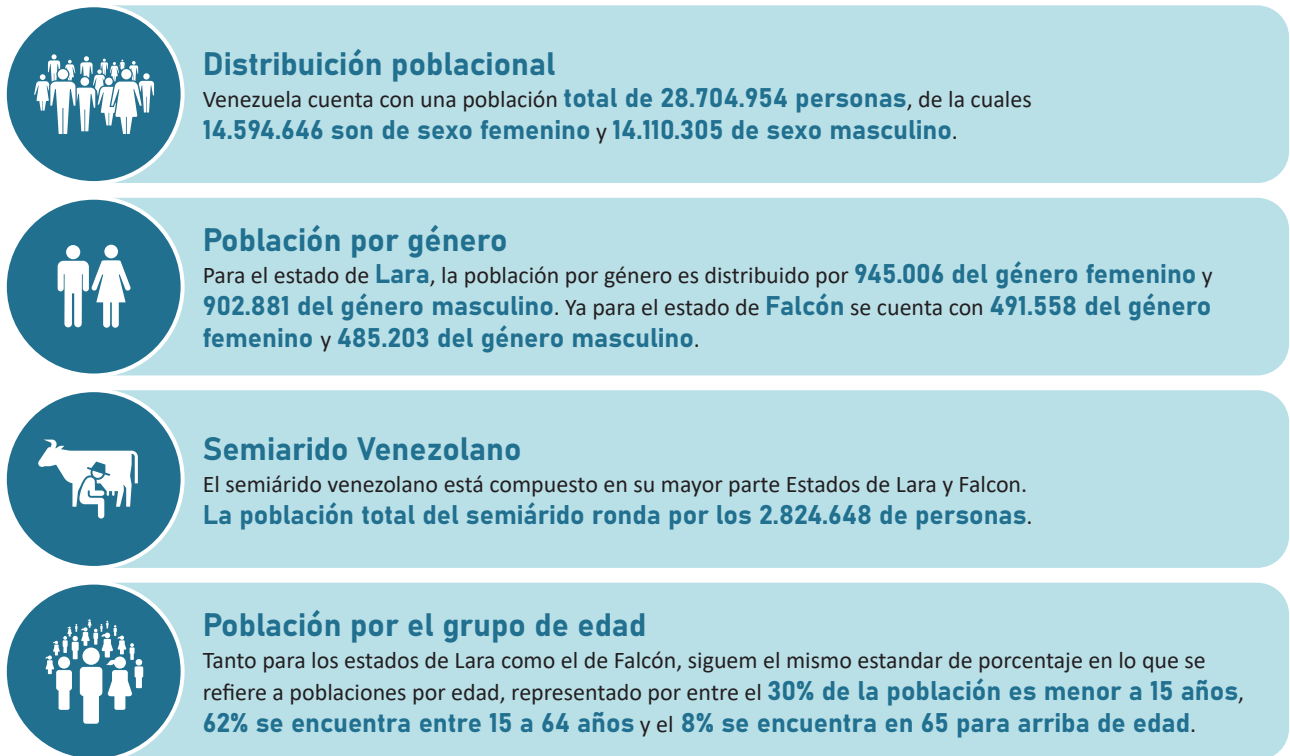 Distribuición poblacional
Venezuela cuenta con una población total de 28.704.954 personas, de la cuales
14.594.646 son de sexo femenino y 14.110.305 de sexo masculino.
Población por género
Para el estado de Lara, la población por género es distribuido por 945.006 del género femenino y
902.881 del género masculino. Ya para el estado de Falcón se cuenta con 491.558 del género
femenino y 485.203 del género masculino.
Semiarido Venezolano
El semiárido venezolano está compuesto en su mayor parte Estados de Lara y Falcon.
La población total del semiárido ronda por los 2.824.648 de personas.
Población por el grupo de edad
Tanto para los estados de Lara como el de Falcón, siguem el mismo estandar de porcentaje en lo que se
refiere a poblaciones por edad, representado por entre el 30% de la población es menor a 15 años,
62% se encuentra entre 15 a 64 años y el 8% se encuentra en 65 para arriba de edad.